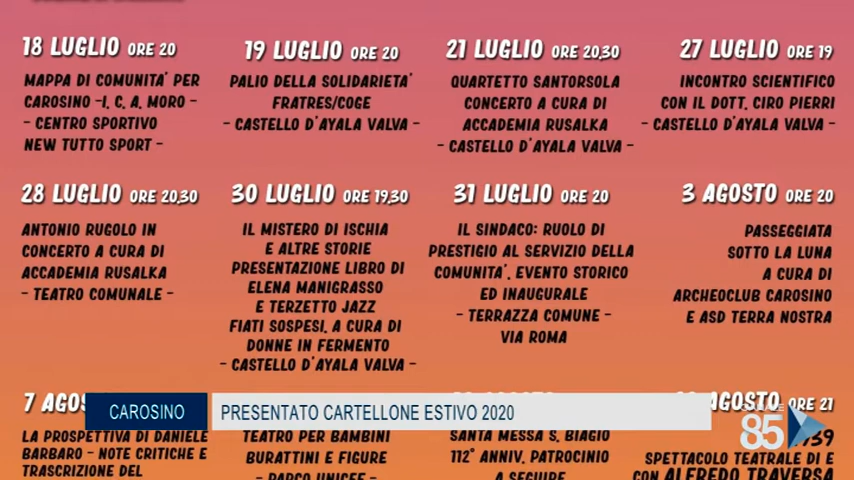 18 LUGLIO ORE 20
MAPPA DI COMUNITA' PER
CAROSINO -I. C. A. MORO -
- CENTRO SPORTIVO
NEW TUTTO SPORT -
19 LUGLIO ORE 20
PALIO DELLA SOLIDARIETA'
FRATRES/COGE
- CASTELLO D'AYALA VALVA -
21 LUGLIO ORE 20,30
QUARTETTO SANTORSOLA
CONCERTO A CURA DI
ACCADEMIA RUSALKA
- CASTELLO D'AYALA VALVA -
27 LUGLIO ORE 19
INCONTRO SCIENTIFICO
CON IL DOTT. CIRO PIERRI
- CASTELLO D'AYALA VALVA -
28 LUGLIO ORE 20,30
ANTONIO RUGOLO IN
CONCERTO A CURA DI
ACCADEMIA RUSALKA
- TEATRO COMUNALE -
30 LUGLIO ORE 19,30
IL MISTERO DI ISCHIA
E ALTRE STORIE
PRESENTAZIONE LIBRO DI
ELENA MANIGRASSO
E TERZETTO JAZZ
FIATI SOSPESI, A CURA DI
DONNE IN FERMENTO
- CASTELLO D'AYALA VALVA -
31 LUGLIO ORE 20
IL SINDACO: RUOLO DI
PRESTIGIO AL SERVIZIO DELLA
COMUNITA', EVENTO STORICO
ED INAUGURALE
- TERRAZZA COMUNE -
VIA ROMA
3 AGOSTO ORE 20
PASSEGGIATA
SOTTO LA LUNA
A CURA DI
ARCHEOCLUB CAROSINO
E ASD TERRA NOSTRA
7
LA PROSPETTIVA DI DANIELE
BARBARO - NOTE CRITICHE E
TRASCRIZIONE DEL
TEATRO PER BAMBINI
BURATTINI E FIGURE
- PARCO UNICEF -
SANTA MESSA S. BIAGIO
112° ANNIV. PATROCINIO
A SEGUIRE
AGOSTO ORE 21
SPETTACOLO TEATRALE DI E
CON ALFREDO TRAVERSA
CAROSINO
PRESENTATO CARTELLONE ESTIVO 2020
85